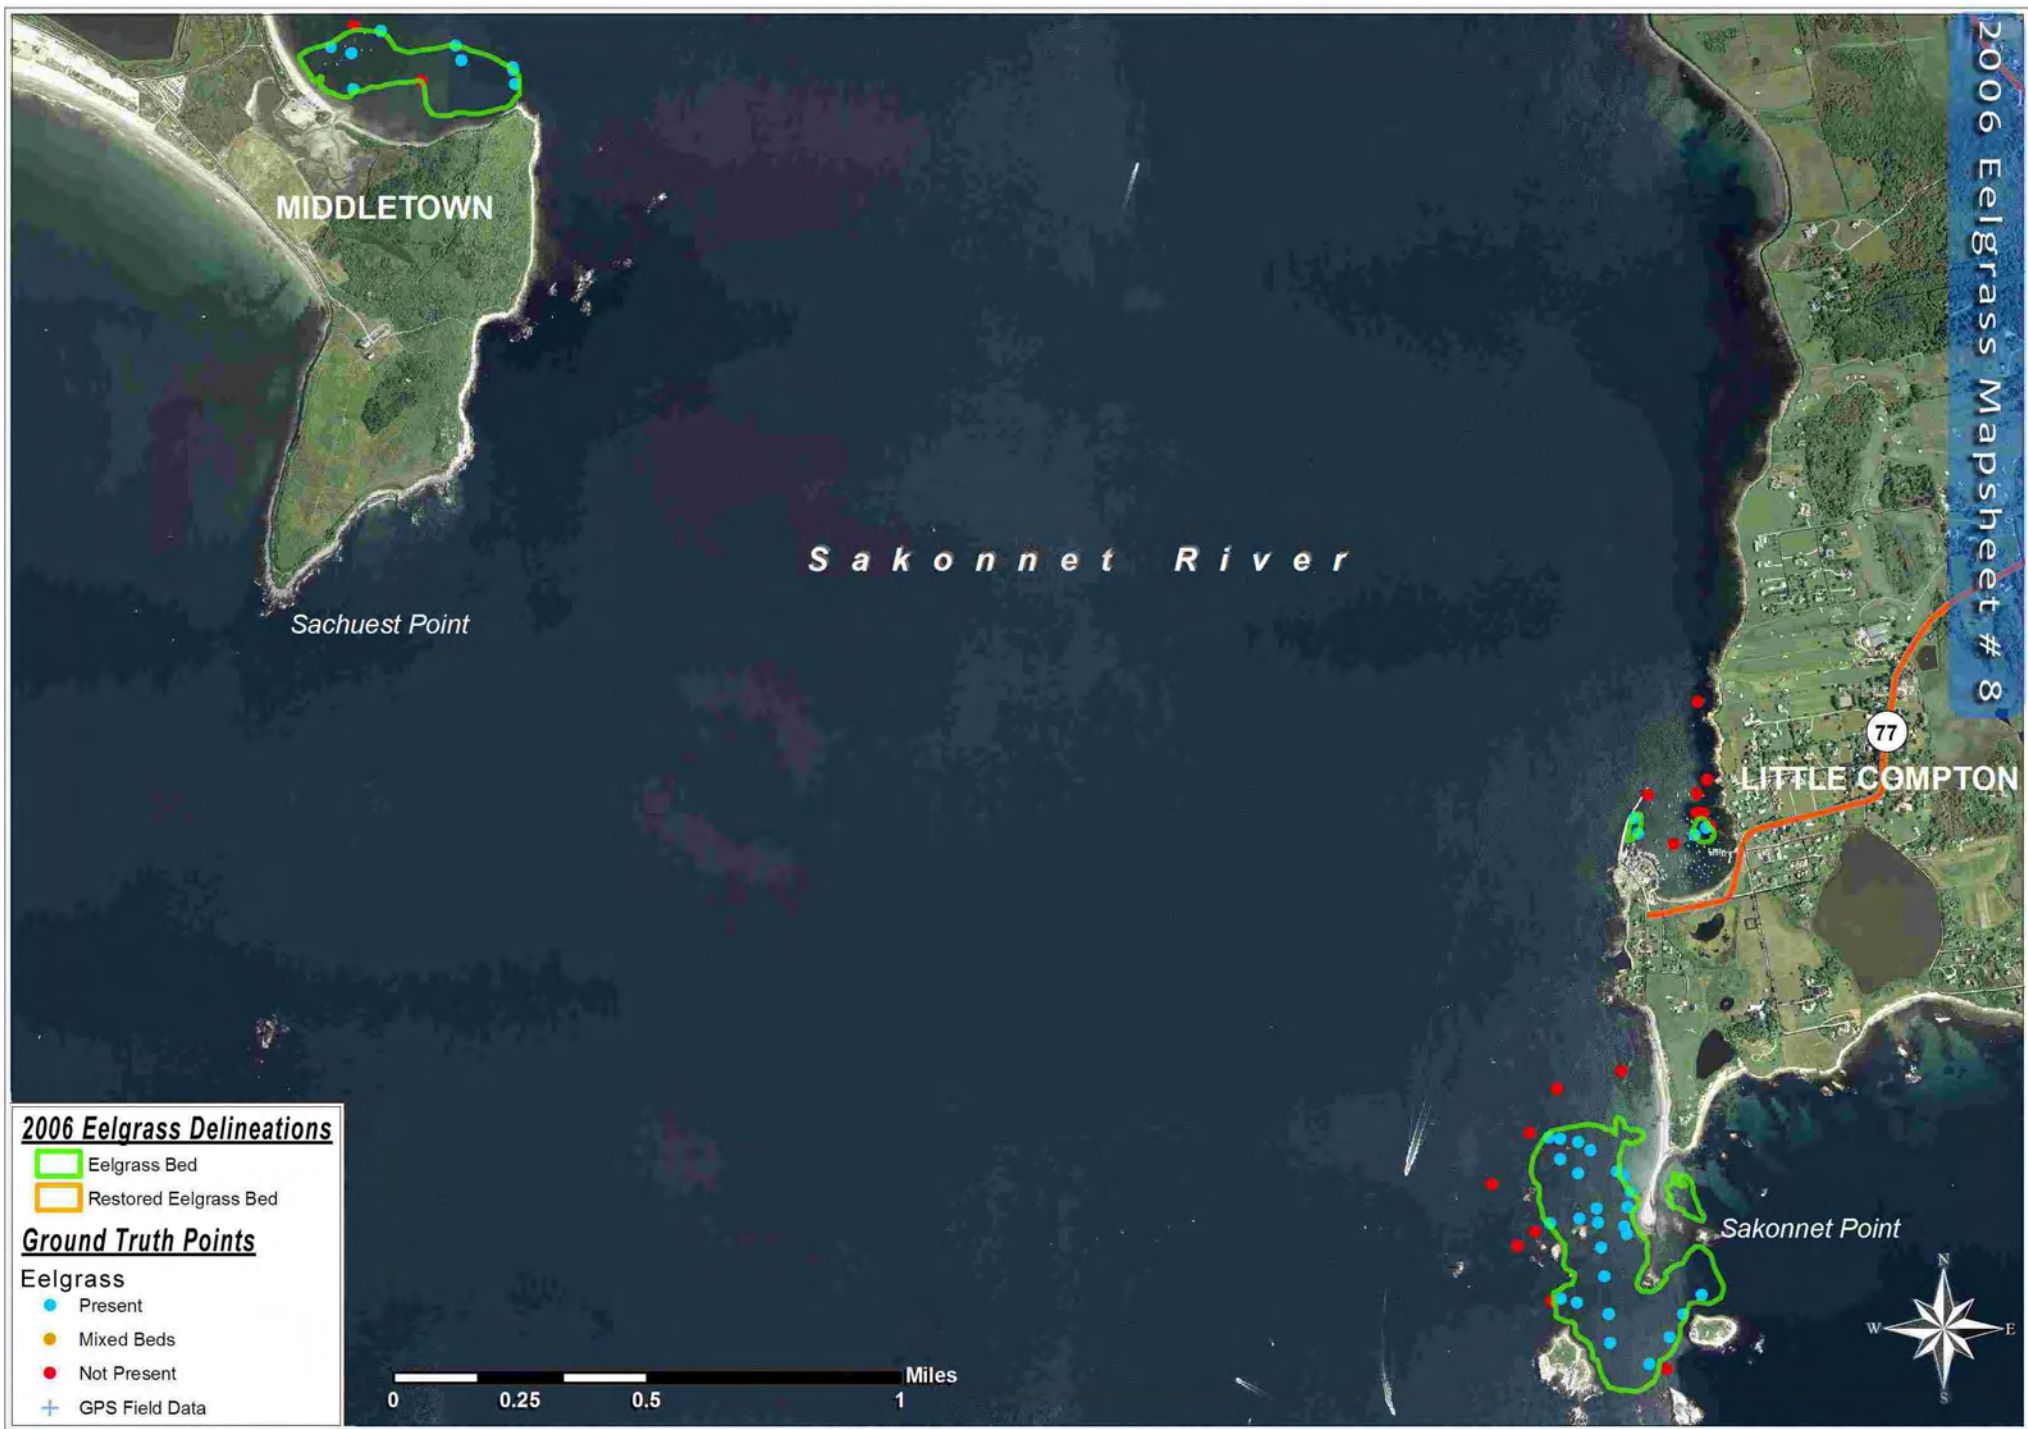 2006 Eelgrass Mapsheet # 8
MIDDLETOWN
Sakonnet River
Sachuest Point
77
LITTLE COMPTON
Sakonnet Point
2006 Eelgrass Delineations
Eelgrass Bed
Restored Eelgrass Bed
Ground Truth Points
Eelgrass
Present
Mixed Beds
Not Present
GPS Field Data
Miles
0 0.25 0.5 1
N
W E
S